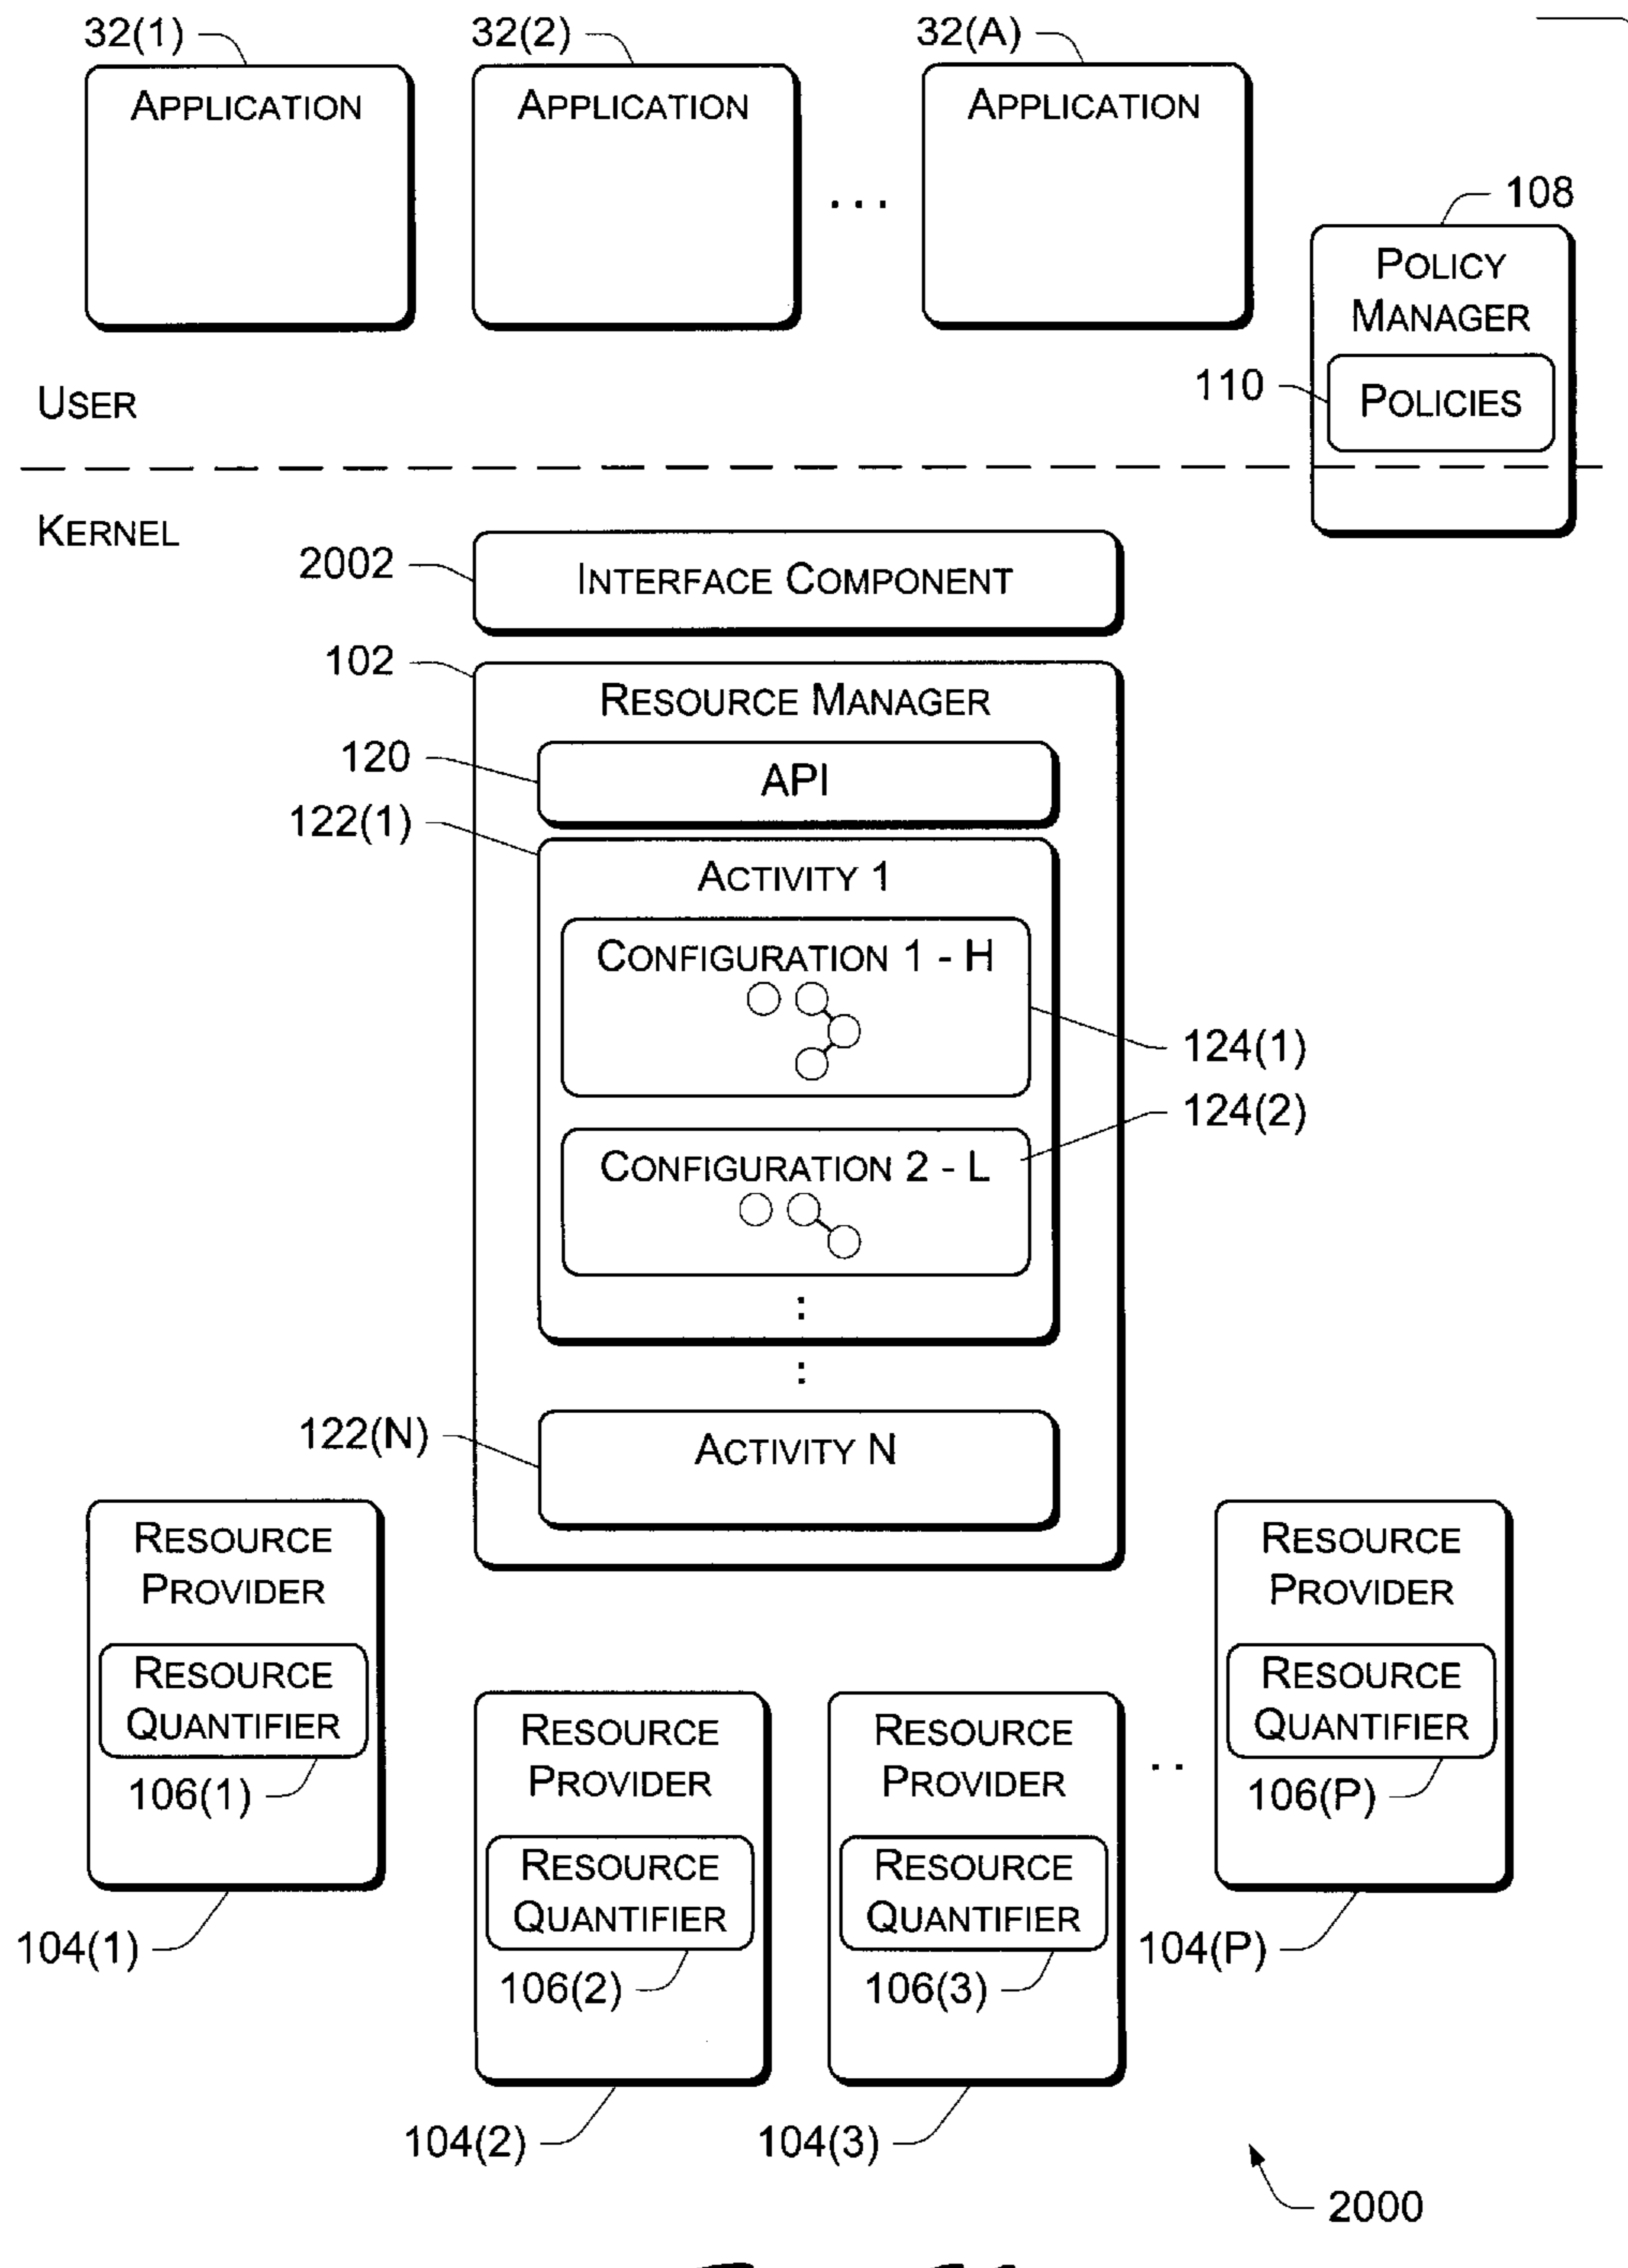 32(1)
32(2)
32(A)
APPLICATION
APPLICATION
APPLICATION
...
108
POLICY
MANAGER
110
POLICIES
USER
KERNEL
2002
INTERFACE COMPONENT
102
RESOURCE MANAGER
120
API
122(1)
ACTIVITY 1
CONFIGURATION 1 - H
124(1)
124(2)
CONFIGURATION 2 - L
:
:
122(N)
ACTIVITY N
RESOURCE
PROVIDER
RESOURCE
QUANTIFIER
106(1)
104(1)
RESOURCE
PROVIDER
RESOURCE
QUANTIFIER
106(2)
104(2)
RESOURCE
PROVIDER
RESOURCE
QUANTIFIER
106(3)
104(3)
..
RESOURCE
PROVIDER
RESOURCE
QUANTIFIER
106(P)
104(P)
2000